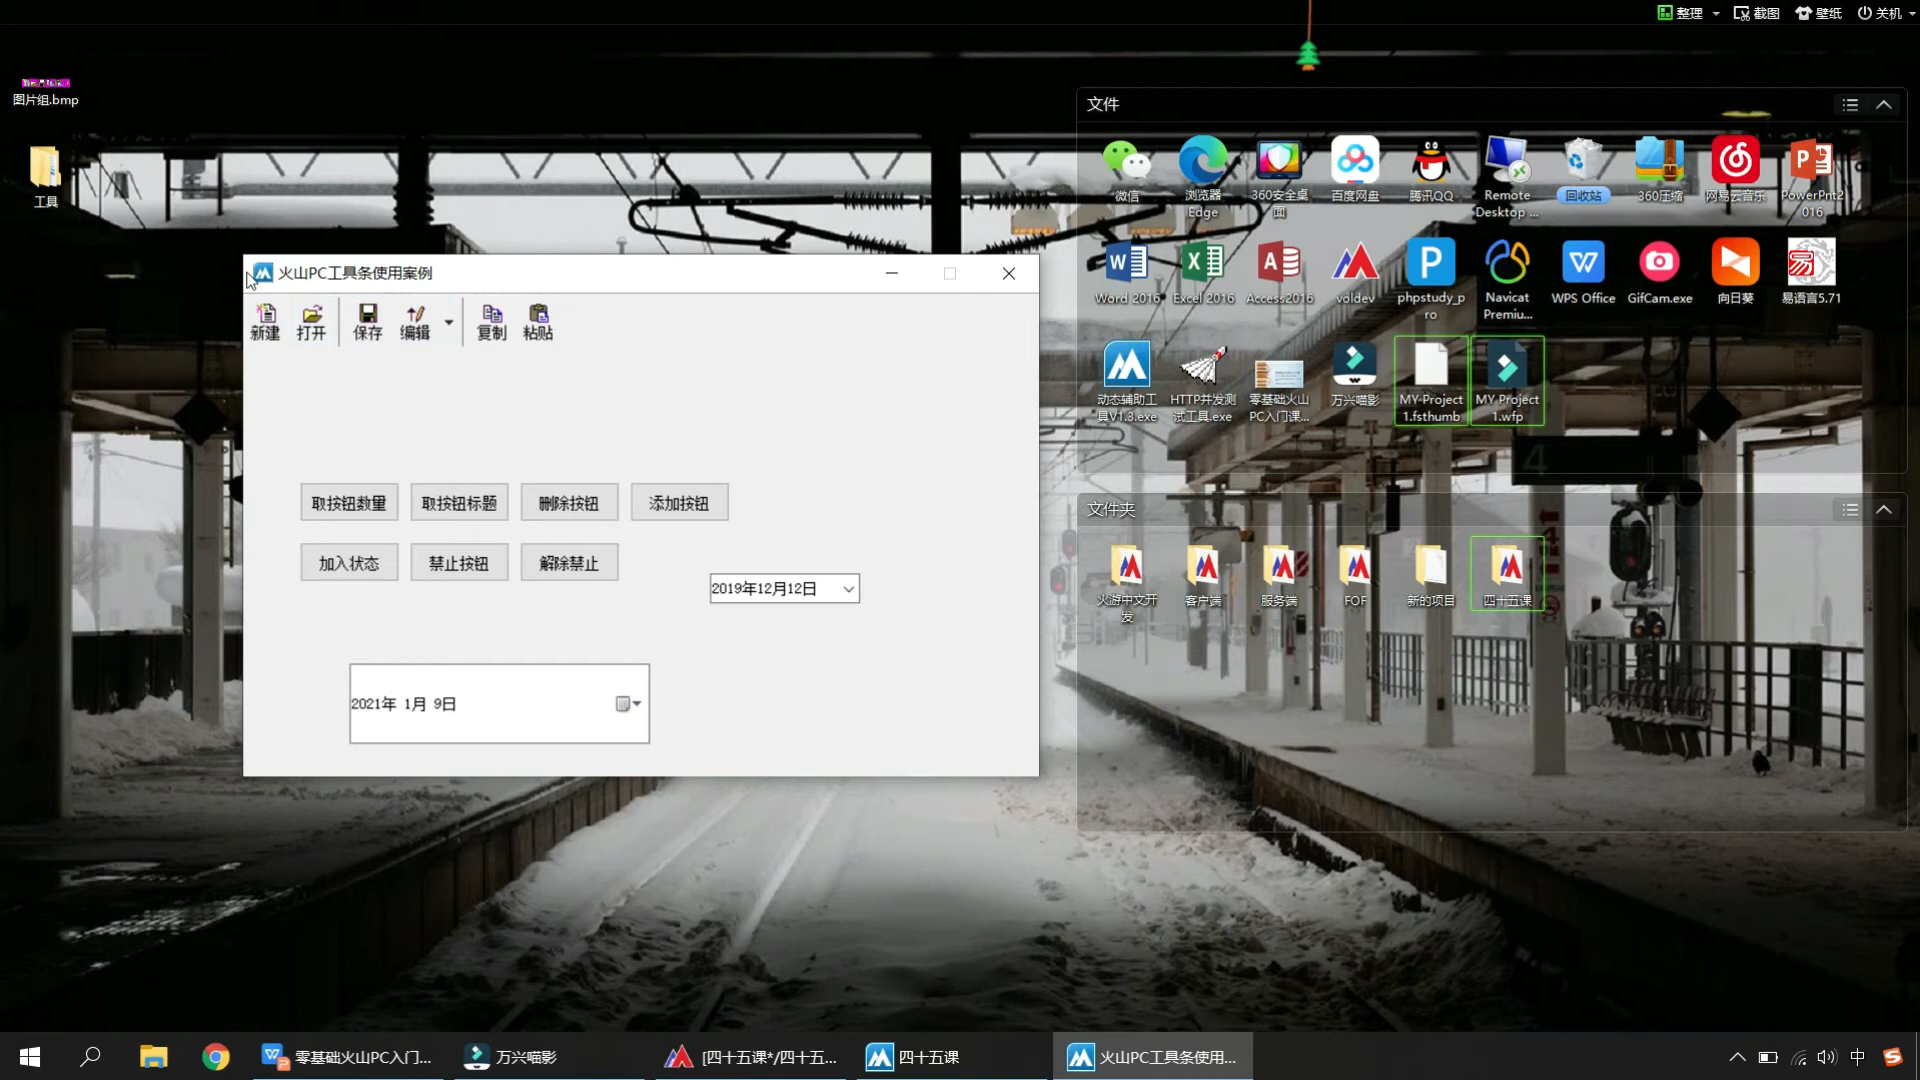 整理
截图
壁纸
关机
图片组.bmp
工具
文件
微信
浏览器
Edge
360安全桌
面
百度网盘
腾讯QQ
Remote
Desktop ...
回收站
360压缩
网易云音乐
PowerPnt2
016
Word 2016
Excel 2016
Access2016
voldev
phpstudy_p
ro
Navicat
Premiu...
WPS Office
GifCam.exe
向日葵
易语言5.71
动态辅助工
具V1.3.exe
HTTP并发测
试工具.exe
零基础火山
PC入门课...
万兴喵影
MY-Project
1.fsthumb
MY-Project
1.wfp
文件夹
火游中文开
发
客户端
服务端
FOF
新的项目
四十五课
火山PC工具条使用案例
新建
打开
保存
编辑
复制
粘贴
取按钮数量
取按钮标题
删除按钮
添加按钮
加入状态
禁止按钮
解除禁止
2019年12月12日
2021年 1月 9日
零基础火山PC入门...
万兴喵影
[四十五课*/四十五...
四十五课
火山PC工具条使用...
中